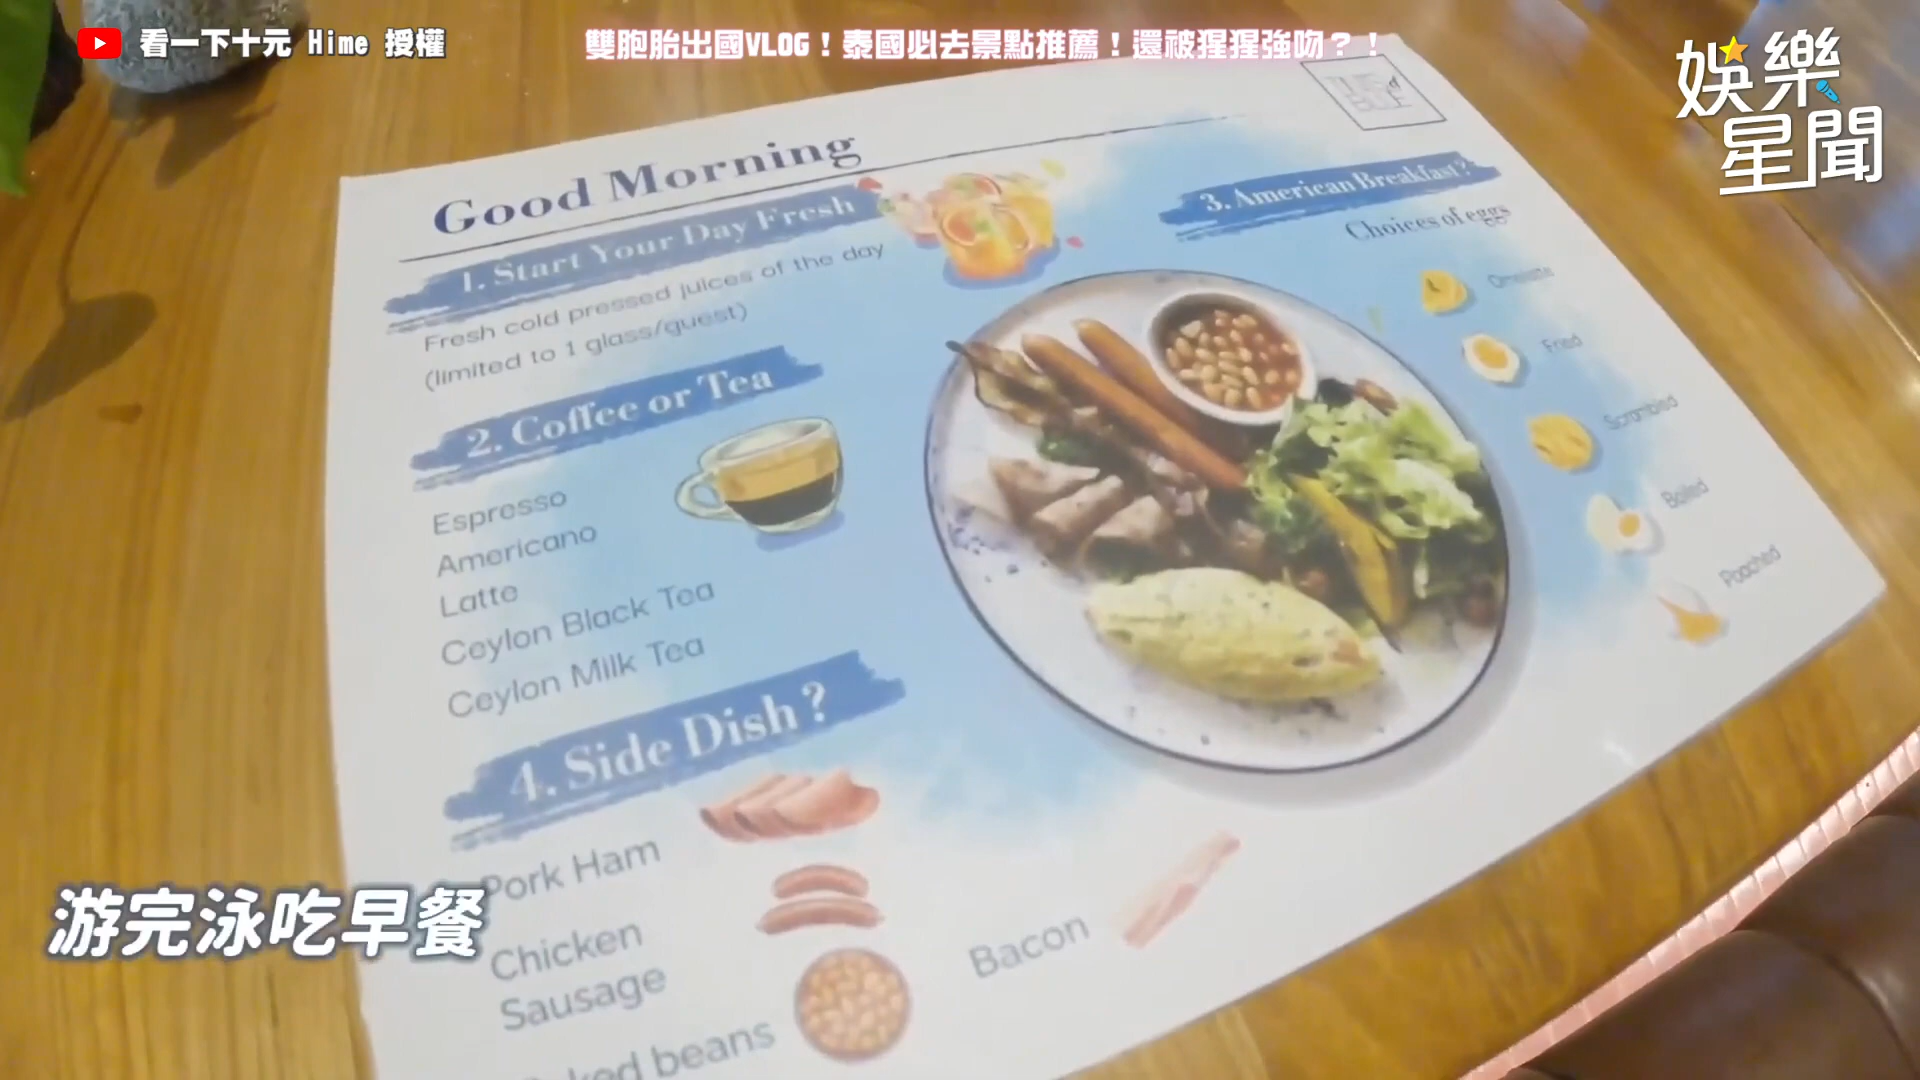 看一下十元 Hime 授權
雙胞胎出國VLOG！泰國必去景點推薦！還被猩猩強吻？！
娛樂
星聞
Good Morning
1. Start Your Day Fresh
Fresh cold pressed juices of the day
(limited to 1 glass/guest)
2. Coffee or Tea
Espresso
Americano
Latte
Ceylon Black Tea
Ceylon Milk Tea
3. American Breakfast?
Choices of eggs
Omelette
Fried
Scrambled
Boiled
Poached
4. Side Dish?
Pork Ham
Chicken
Sausage
beans
Bacon
游完泳吃早餐